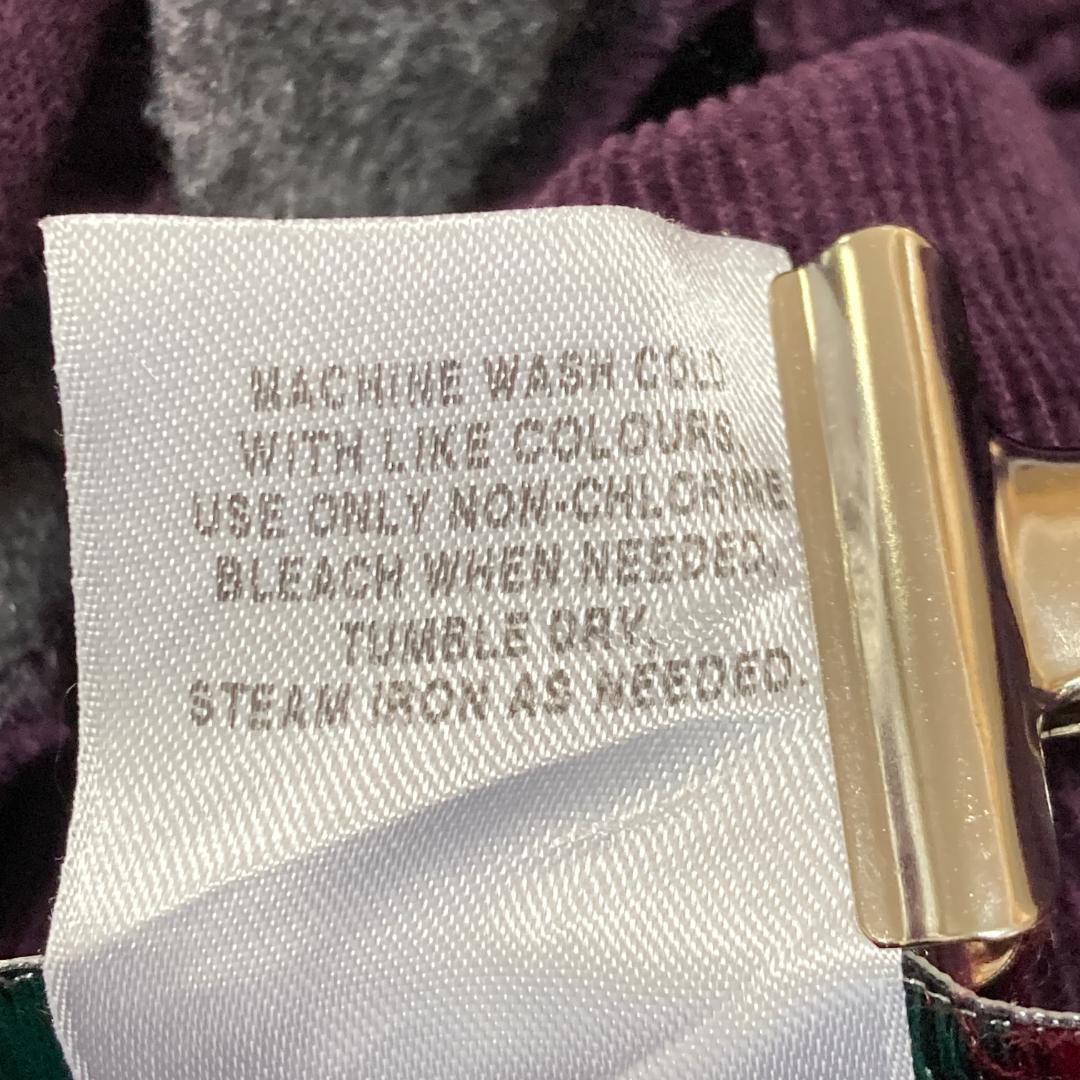 MACHINE WASH COLD
WITH LIKE COLOURS,
USE ONLY NON-CHLORINE
BLEACH WHEN NEEDED,
TUMBLE DRY,
STEAM IRON AS NEEDED.